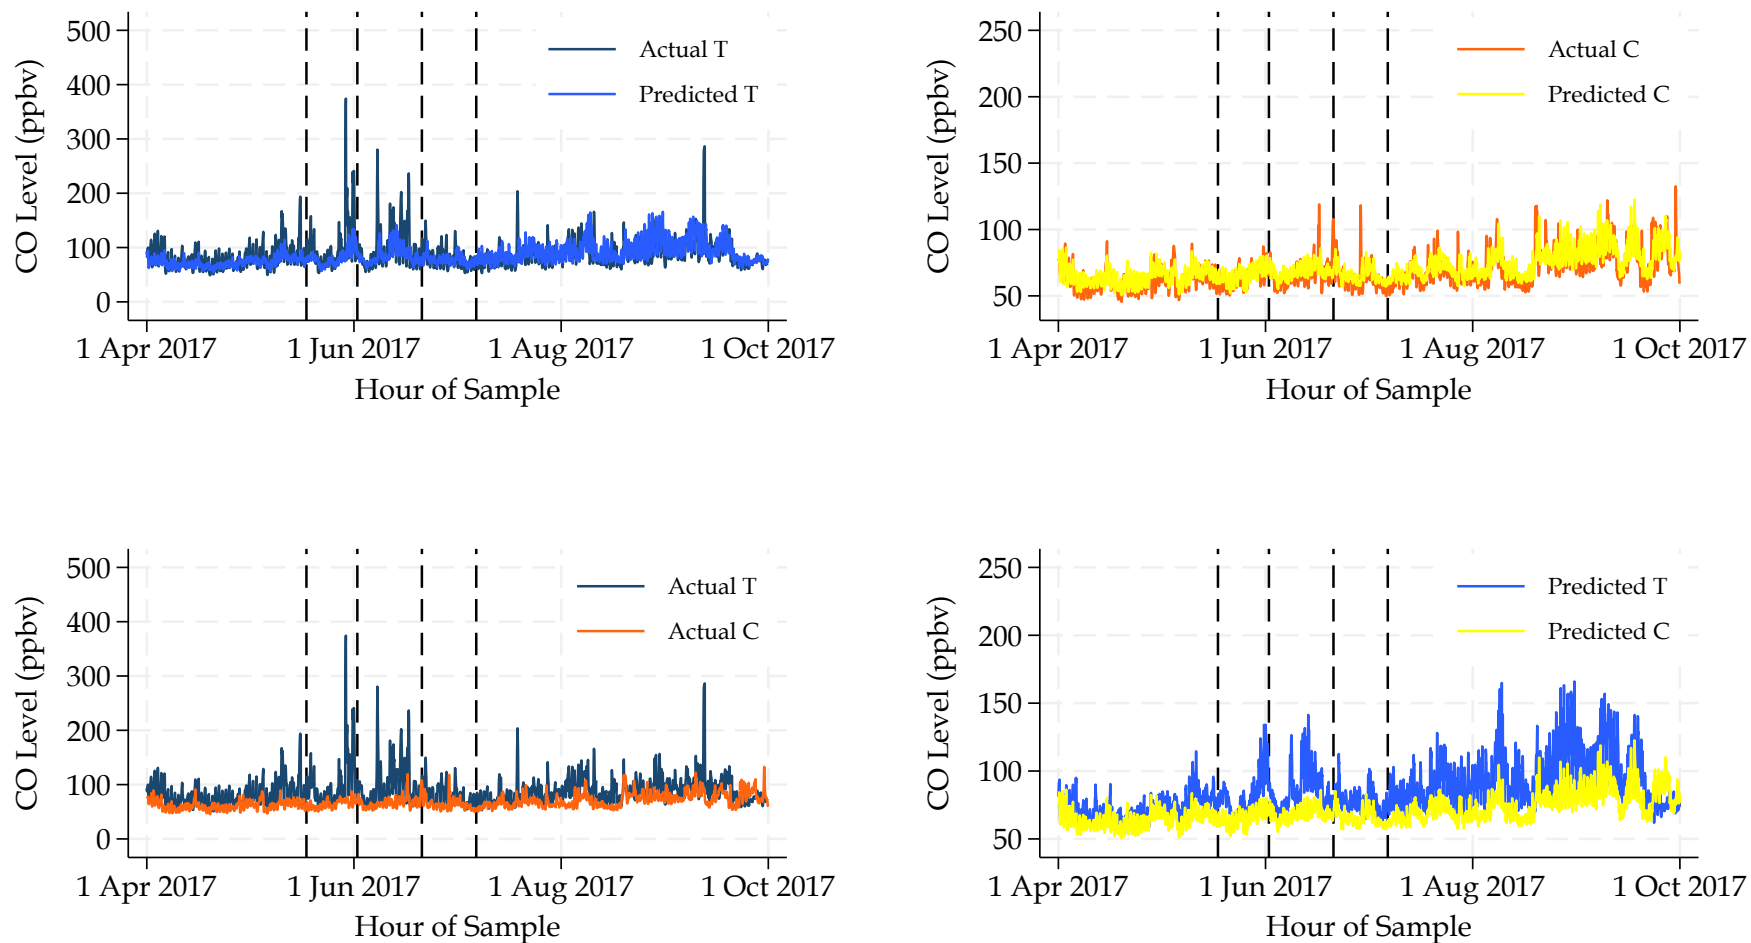 CO Level (ppbv)
500
400
300
200
100
0
Actual T
Predicted T
1 Apr 2017
1 Jun 2017
1 Aug 2017
1 Oct 2017
Hour of Sample
CO Level (ppbv)
250
200
150
100
50
Actual C
Predicted C
1 Apr 2017
1 Jun 2017
1 Aug 2017
1 Oct 2017
Hour of Sample
CO Level (ppbv)
500
400
300
200
100
0
Actual T
Actual C
1 Apr 2017
1 Jun 2017
1 Aug 2017
1 Oct 2017
Hour of Sample
CO Level (ppbv)
250
200
150
100
50
Predicted T
Predicted C
1 Apr 2017
1 Jun 2017
1 Aug 2017
1 Oct 2017
Hour of Sample